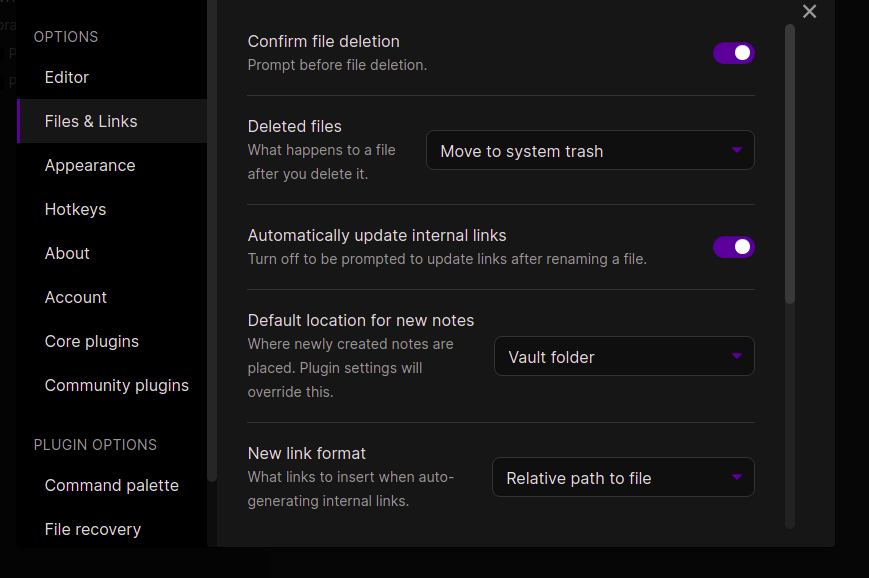 OPTIONS
Editor
Files & Links
Appearance
Hotkeys
About
Account
Core plugins
Community plugins
PLUGIN OPTIONS
Command palette
File recovery
Confirm file deletion
Prompt before file deletion.
Deleted files
What happens to a file
after you delete it.
Move to system trash
Automatically update internal links
Turn off to be prompted to update links after renaming a file.
Default location for new notes
Where newly created notes are
placed. Plugin settings will
override this.
Vault folder
New link format
What links to insert when auto-
generating internal links.
Relative path to file